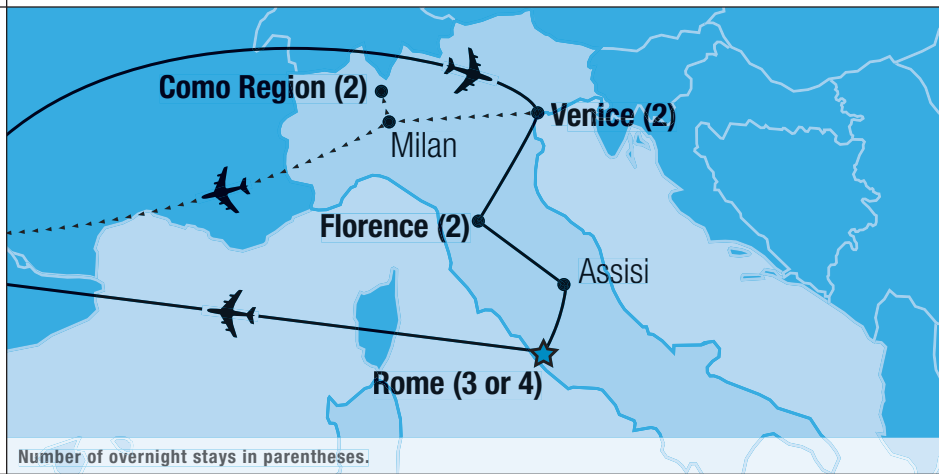 Como Region (2)
Venice (2)
Milan
Florence (2)
Assisi
Rome (3 or 4)
Number of overnight stays in parentheses.